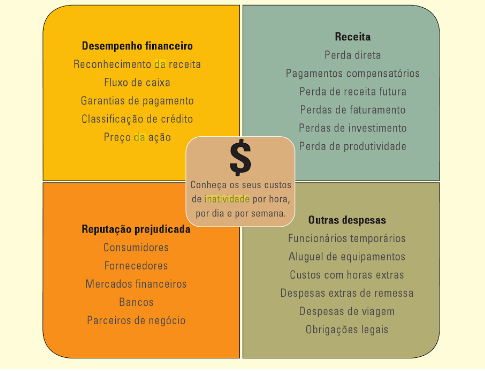 Desempenho financeiro
Reconhecimento da receita
Fluxo de caixa
Garantias de pagamento
Classificação de crédito
Preço da ação
Receita
Perda direta
Pagamentos compensatórios
Perda de receita futura
Perdas de faturamento
Perdas de investimento
Perda de produtividade
$
Conheça os seus custos
de inatividade por hora,
por dia e por semana.
Reputação prejudicada
Consumidores
Fornecedores
Mercados financeiros
Bancos
Parceiros de negócio
Outras despesas
Funcionários temporários
Aluguel de equipamentos
Custos com horas extras
Despesas extras de remessa
Despesas de viagem
Obrigações legais